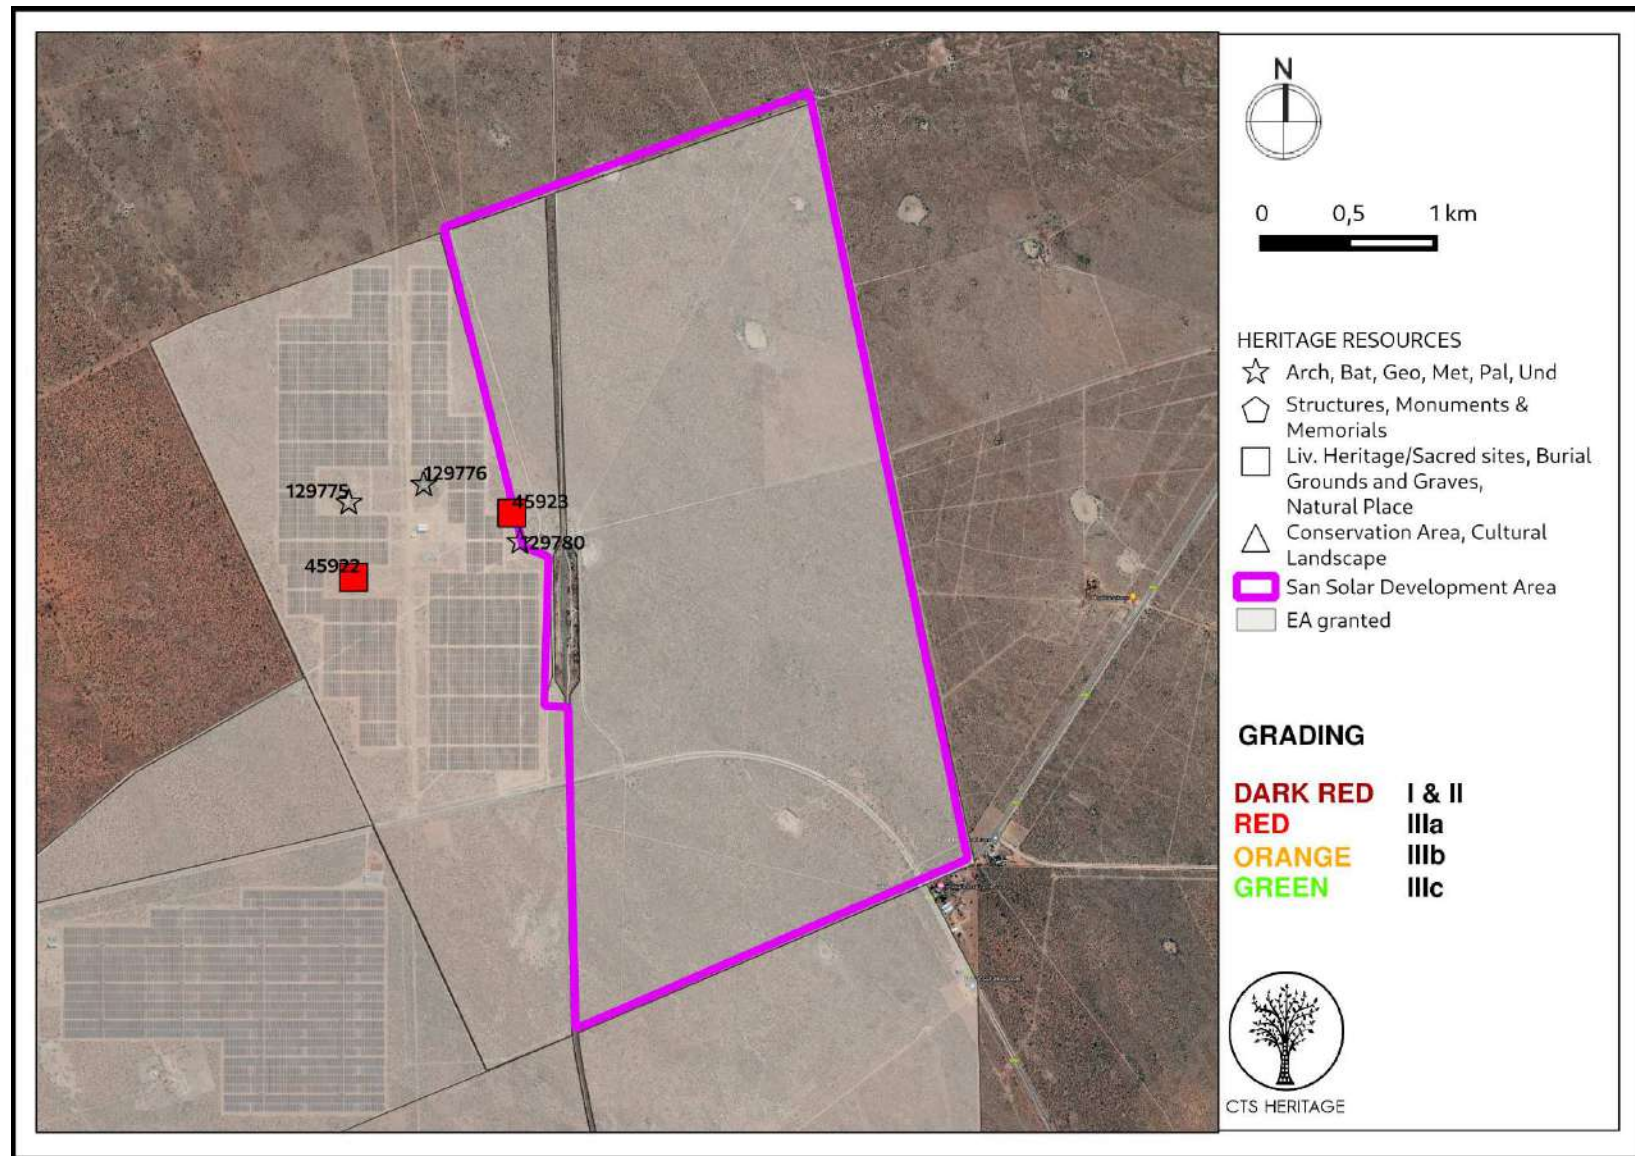 N
0 0,5 1 km
HERITAGE RESOURCES
Arch, Bat, Geo, Met, Pal, Und
Structures, Monuments &
Memorials
Liv. Heritage/Sacred sites, Burial
Grounds and Graves,
Natural Place
Conservation Area, Cultural
Landscape
San Solar Development Area
EA granted
GRADING
DARK RED I & II
RED IIIa
ORANGE IIIb
GREEN IIIc
CTS HERITAGE
129776
129775
45923
129780
45922